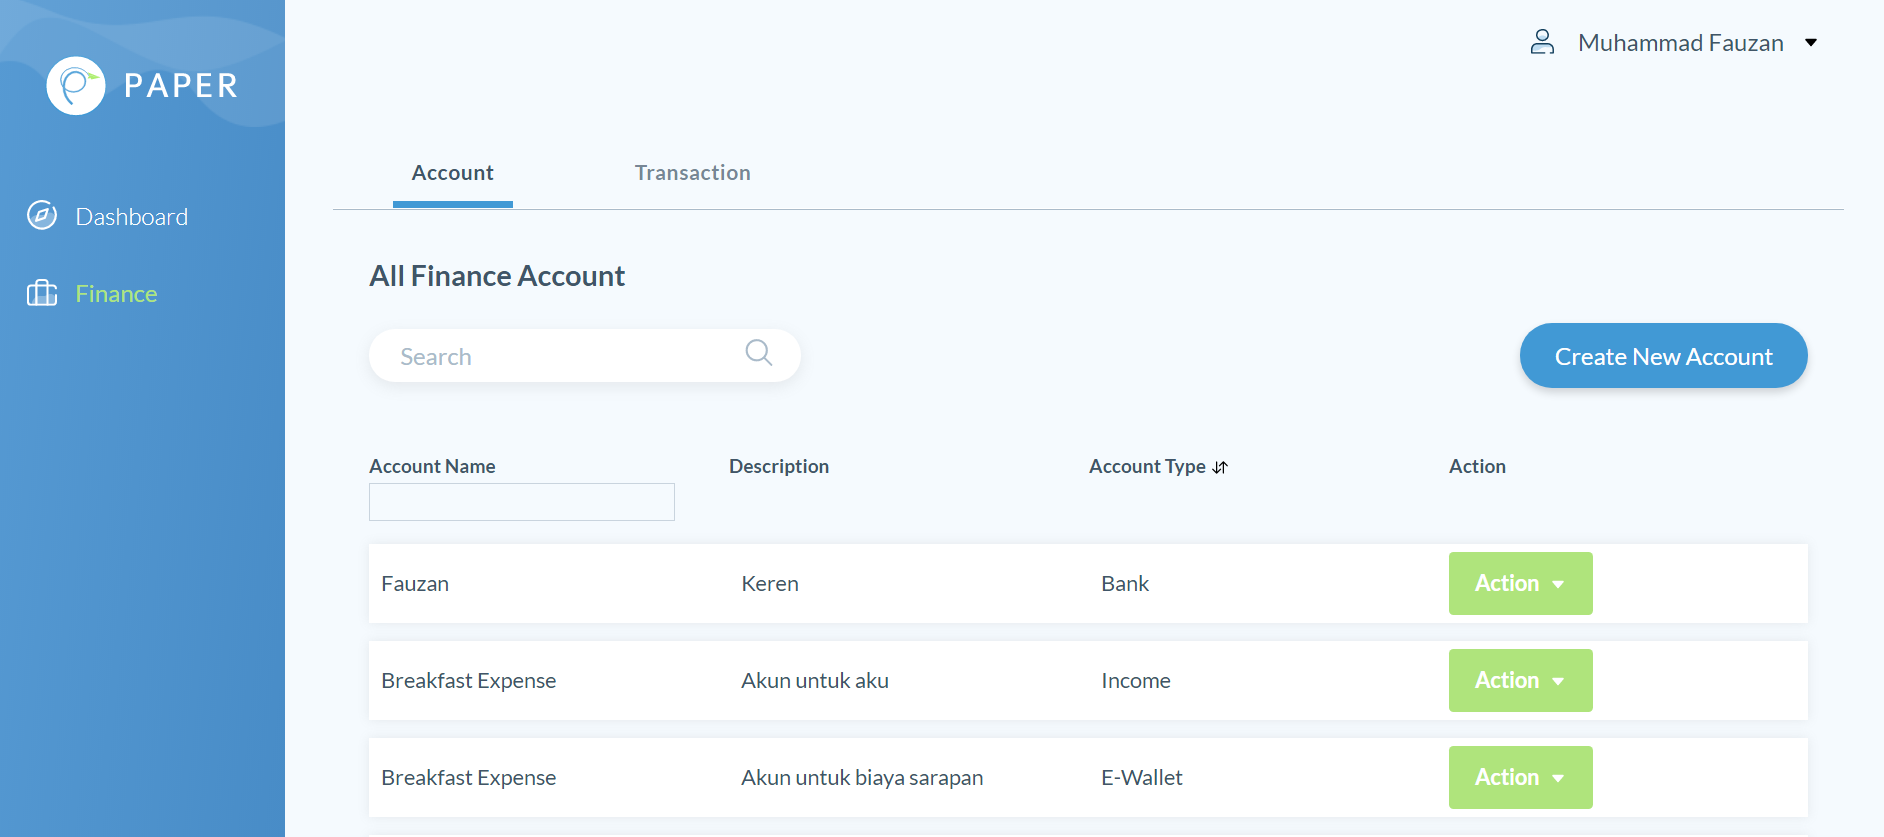 PAPER
Muhammad Fauzan
Dashboard
Finance
Account Transaction
All Finance Account
Search
Create New Account
Account Name Description Account Type Action
Fauzan Keren Bank Action
Breakfast Expense Akun untuk aku Income Action
Breakfast Expense Akun untuk biaya sarapan E-Wallet Action